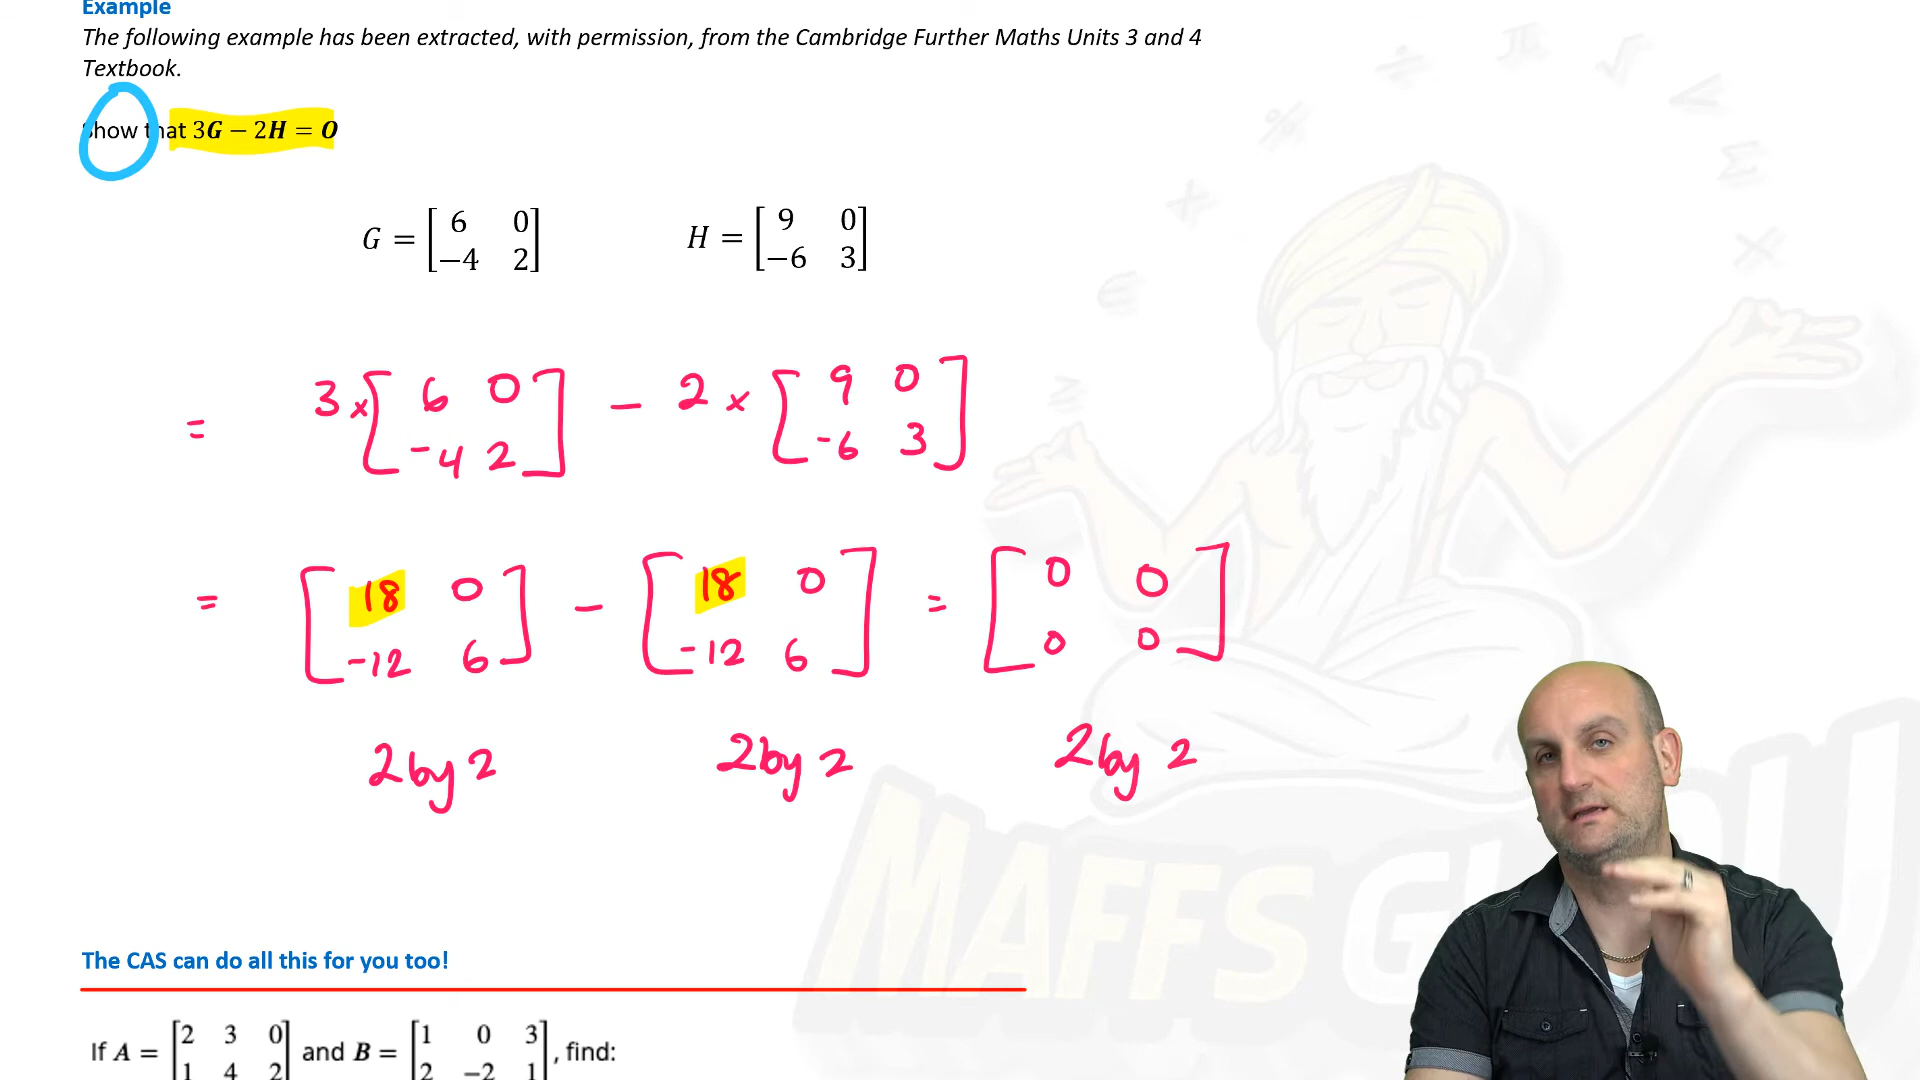 Example
The following example has been extracted, with permission, from the Cambridge Further Maths Units 3 and 4
Textbook.
Show that 3G − 2H = O
G = [6 0
−4 2]
H = [9 0
−6 3]
= 3 × [6 0
-4 2] − 2 × [9 0
-6 3]
= [18 0
-12 6] − [18 0
-12 6] = [0 0
0 0]
2 by 2 2 by 2 2 by 2
The CAS can do all this for you too!
If A = [2 3 0
1 4 2] and B = [1 0 3
2 −2 1], find:
MAFFS GURU